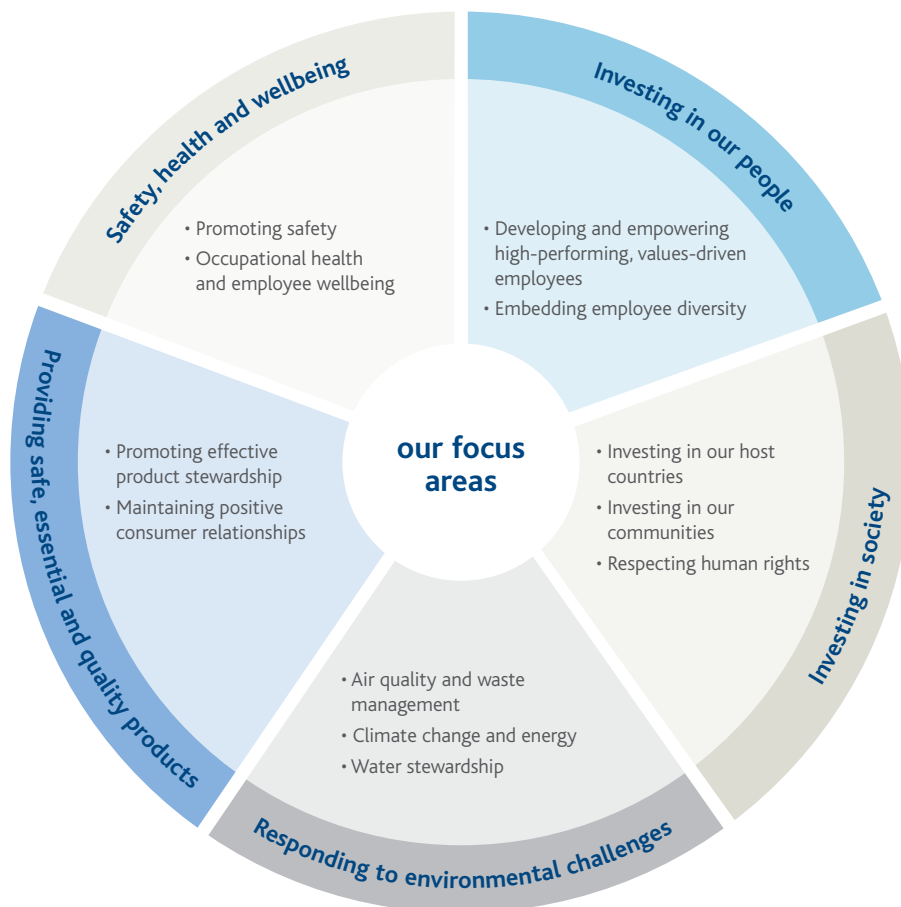 our focus
areas
Investing in our people
• Developing and empowering
high-performing, values-driven
employees
• Embedding employee diversity
Investing in society
• Investing in our host
countries
• Investing in our
communities
• Respecting human rights
Responding to environmental challenges
• Air quality and waste
management
• Climate change and energy
• Water stewardship
Providing safe, essential and quality products
• Promoting effective
product stewardship
• Maintaining positive
consumer relationships
Safety, health and wellbeing
• Promoting safety
• Occupational health
and employee wellbeing